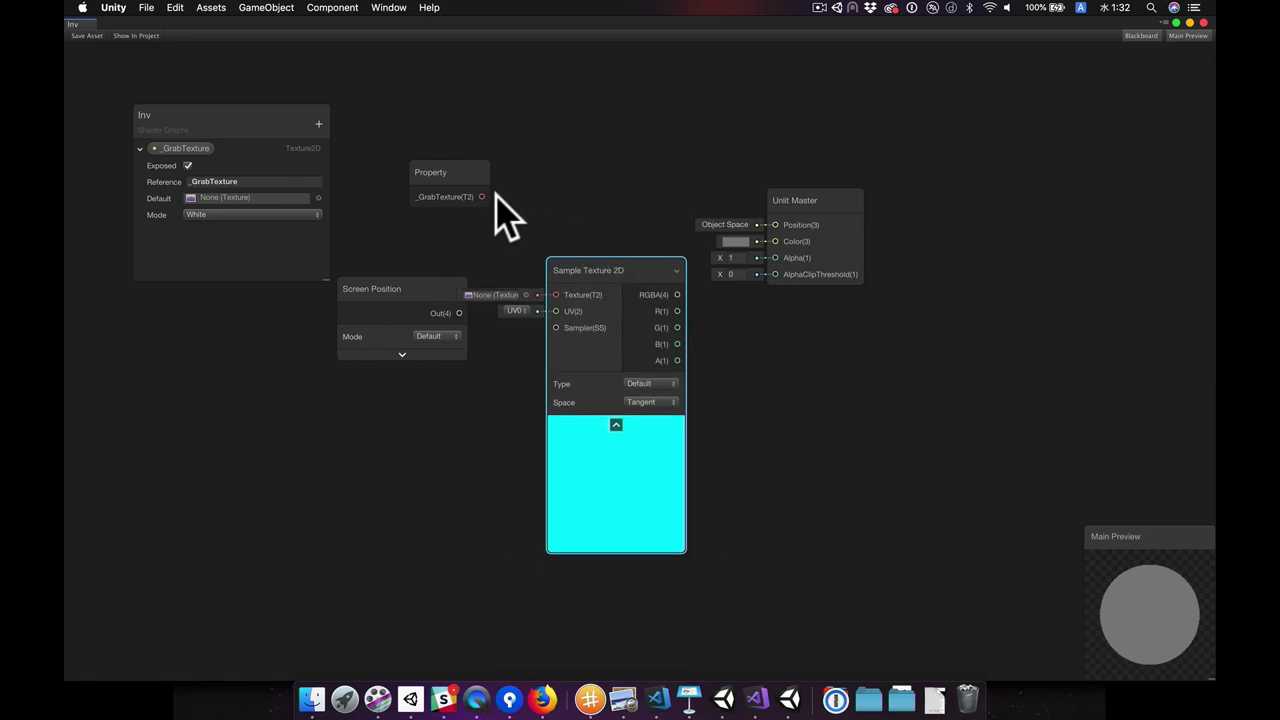 Unity File Edit Assets GameObject Component Window Help 100% A 水 1:32
Inv
Save Asset Show In Project Blackboard Main Preview
Inv
Shader Graphs
_GrabTexture Texture2D
Exposed
Reference _GrabTexture
Default None (Texture)
Mode White
Property
_GrabTexture(T2)
Screen Position
Out(4)
Mode Default
None (Textun
UV0
Sample Texture 2D
Texture(T2) RGBA(4)
UV(2) R(1)
Sampler(SS) G(1)
B(1)
A(1)
Type Default
Space Tangent
Unlit Master
Object Space Position(3)
Color(3)
X 1 Alpha(1)
X 0 AlphaClipThreshold(1)
Main Preview